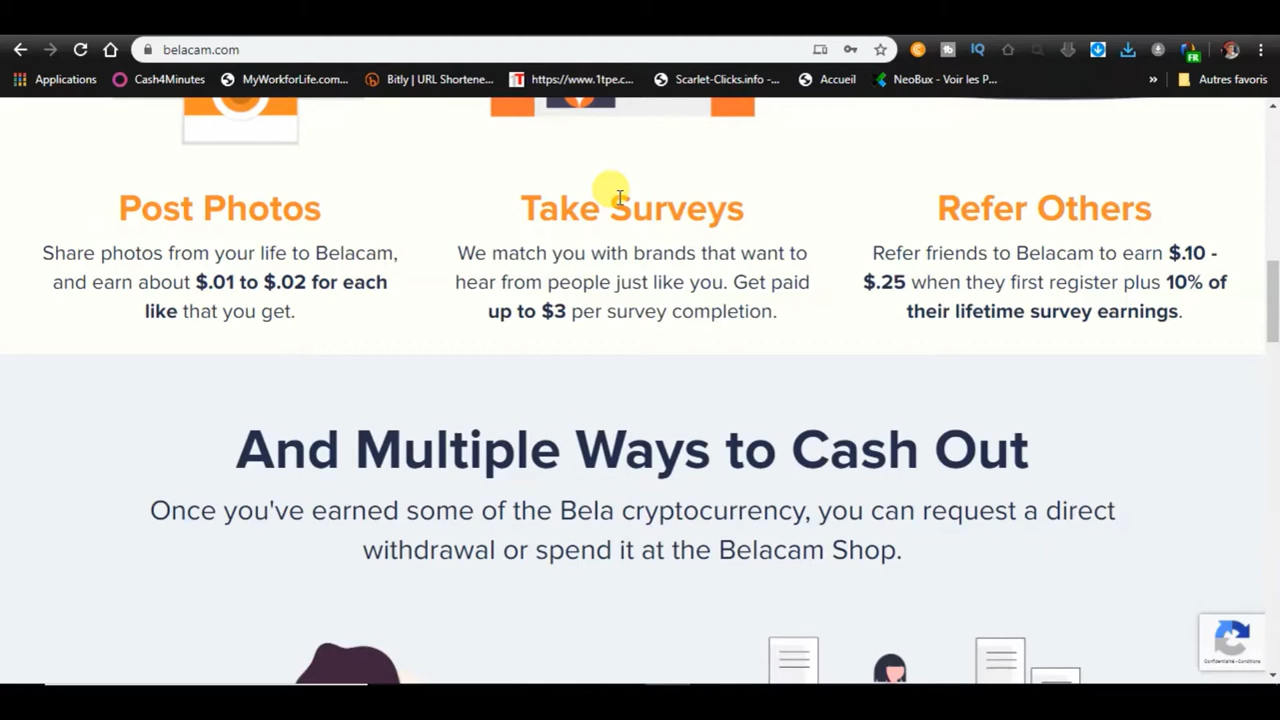 belacam.com
Applications
Cash4Minutes
MyWorkforLife.com...
Bitly | URL Shortene...
https://www.1tpe.c...
Scarlet-Clicks.info -...
Accueil
NeoBux - Voir les P...
»
Autres favoris
IQ
FR
Post Photos
Share photos from your life to Belacam,
and earn about $.01 to $.02 for each
like that you get.
Take Surveys
We match you with brands that want to
hear from people just like you. Get paid
up to $3 per survey completion.
Refer Others
Refer friends to Belacam to earn $.10 -
$.25 when they first register plus 10% of
their lifetime survey earnings.
And Multiple Ways to Cash Out
Once you've earned some of the Bela cryptocurrency, you can request a direct
withdrawal or spend it at the Belacam Shop.
Confidentialité - Conditions